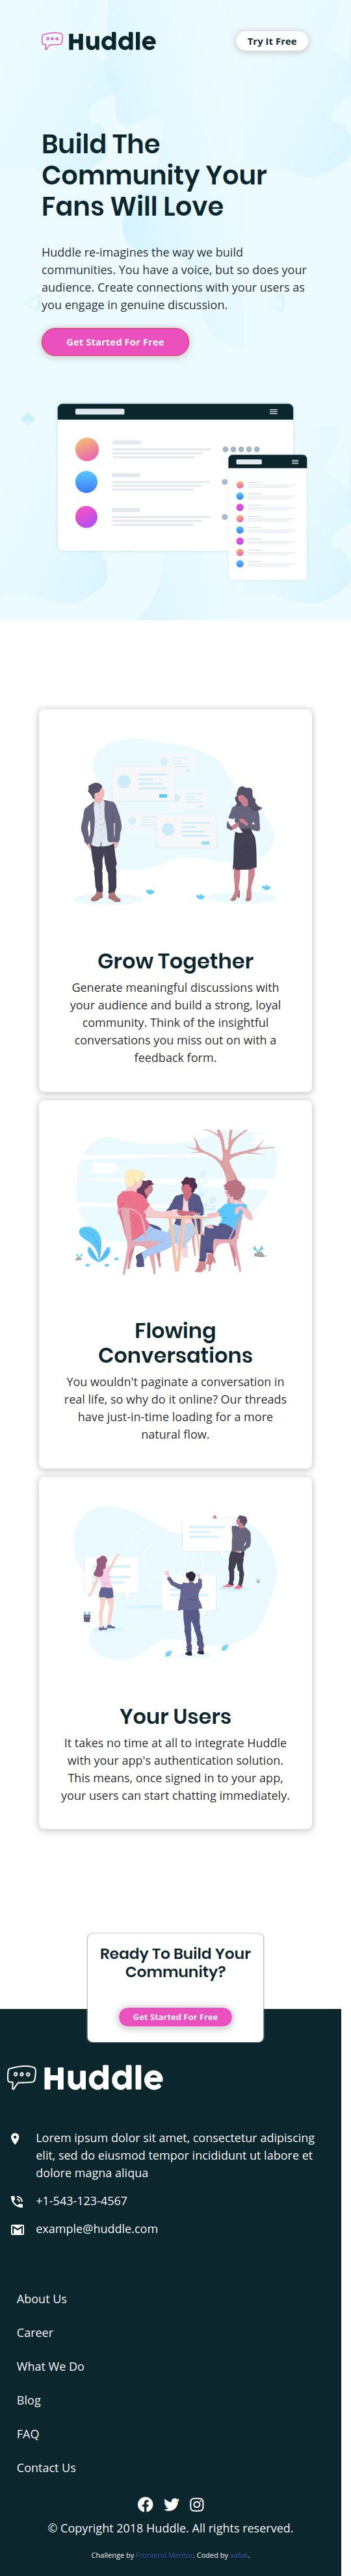 Huddle
Try It Free
Build The
Community Your
Fans Will Love
Huddle re-imagines the way we build
communities. You have a voice, but so does your
audience. Create connections with your users as
you engage in genuine discussion.
Get Started For Free
Grow Together
Generate meaningful discussions with
your audience and build a strong, loyal
community. Think of the insightful
conversations you miss out on with a
feedback form.
Flowing
Conversations
You wouldn't paginate a conversation in
real life, so why do it online? Our threads
have just-in-time loading for a more
natural flow.
Your Users
It takes no time at all to integrate Huddle
with your app's authentication solution.
This means, once signed in to your app,
your users can start chatting immediately.
Ready To Build Your
Community?
Get Started For Free
Huddle
Lorem ipsum dolor sit amet, consectetur adipiscing
elit, sed do eiusmod tempor incididunt ut labore et
dolore magna aliqua
+1-543-123-4567
example@huddle.com
About Us
Career
What We Do
Blog
FAQ
Contact Us
© Copyright 2018 Huddle. All rights reserved.
Challenge by Frontend Mentor. Coded by safak.